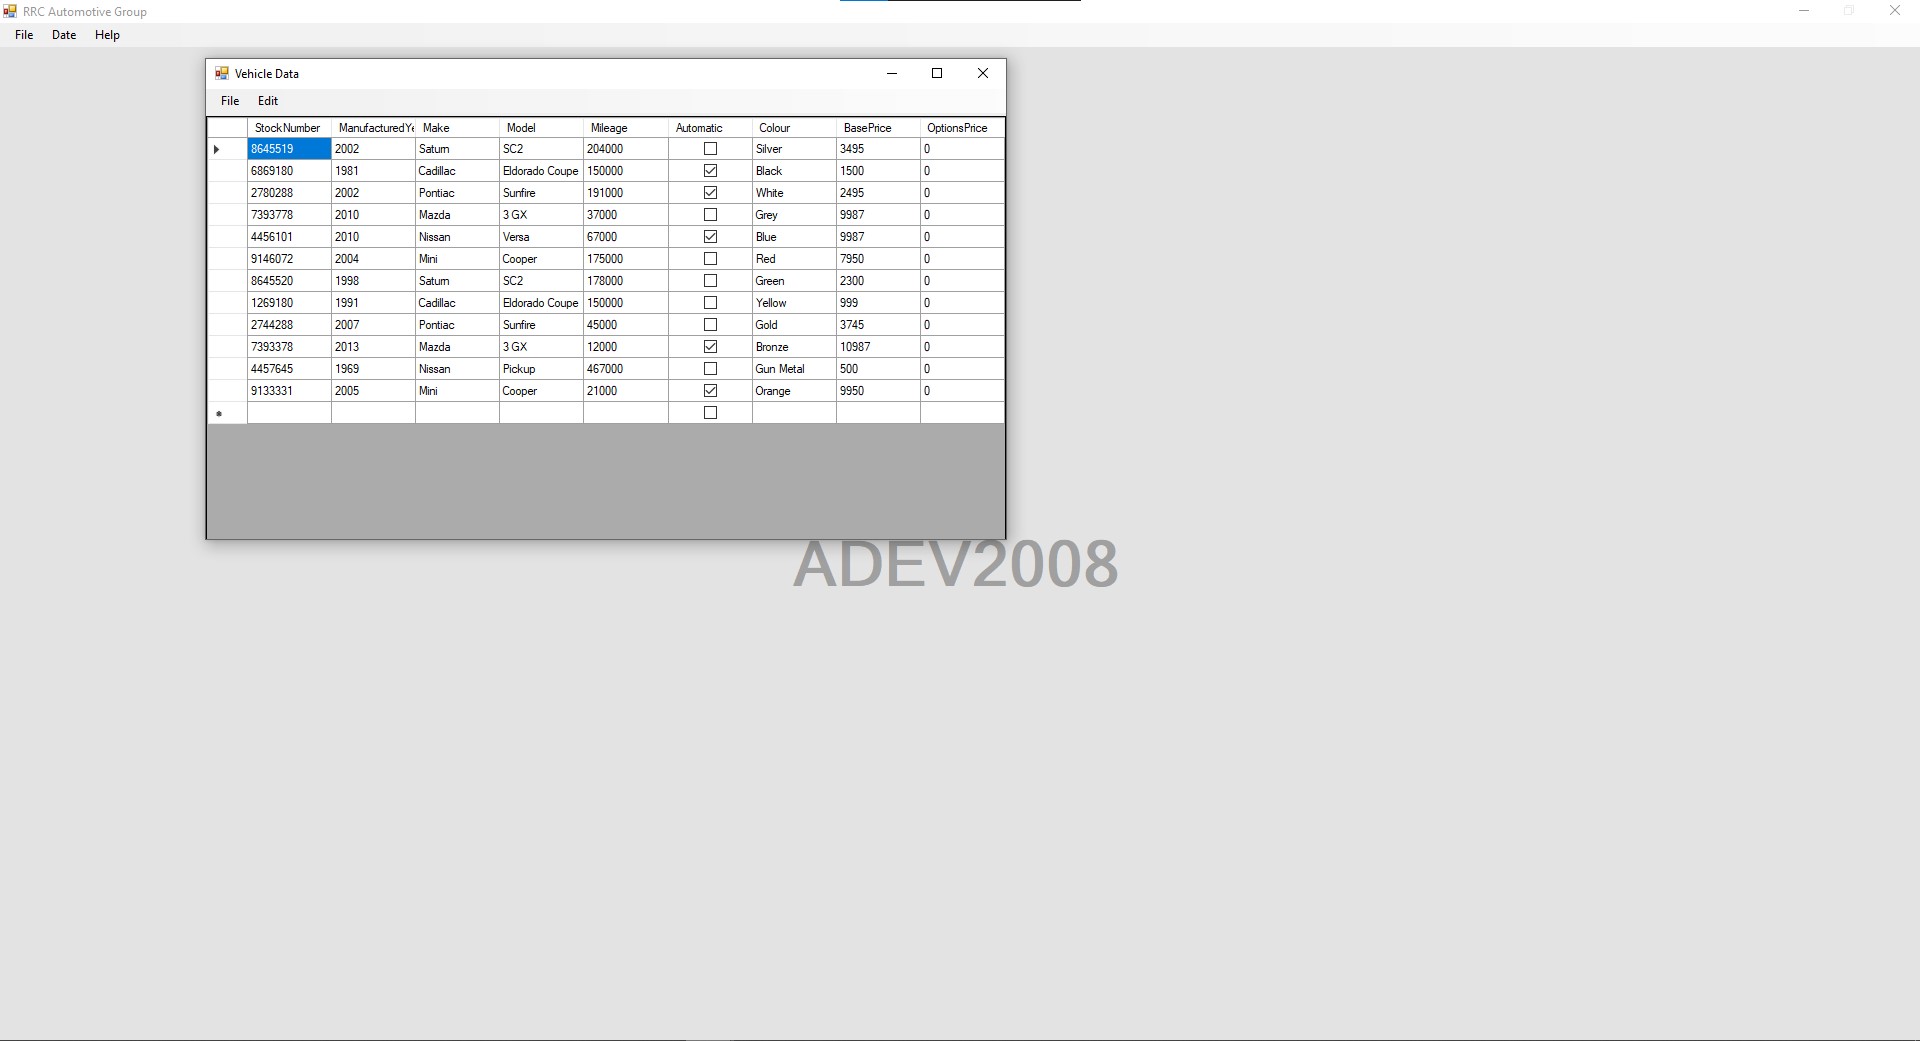 RRC Automotive Group
File Date Help
Vehicle Data
File Edit
StockNumber ManufacturedYe Make Model Mileage Automatic Colour BasePrice OptionsPrice
8645519 2002 Saturn SC2 204000 Silver 3495 0
6869180 1981 Cadillac Eldorado Coupe 150000 Black 1500 0
2780288 2002 Pontiac Sunfire 191000 White 2495 0
7393778 2010 Mazda 3 GX 37000 Grey 9987 0
4456101 2010 Nissan Versa 67000 Blue 9987 0
9146072 2004 Mini Cooper 175000 Red 7950 0
8645520 1998 Saturn SC2 178000 Green 2300 0
1269180 1991 Cadillac Eldorado Coupe 150000 Yellow 999 0
2744288 2007 Pontiac Sunfire 45000 Gold 3745 0
7393378 2013 Mazda 3 GX 12000 Bronze 10987 0
4457645 1969 Nissan Pickup 467000 Gun Metal 500 0
9133331 2005 Mini Cooper 21000 Orange 9950 0
ADEV2008